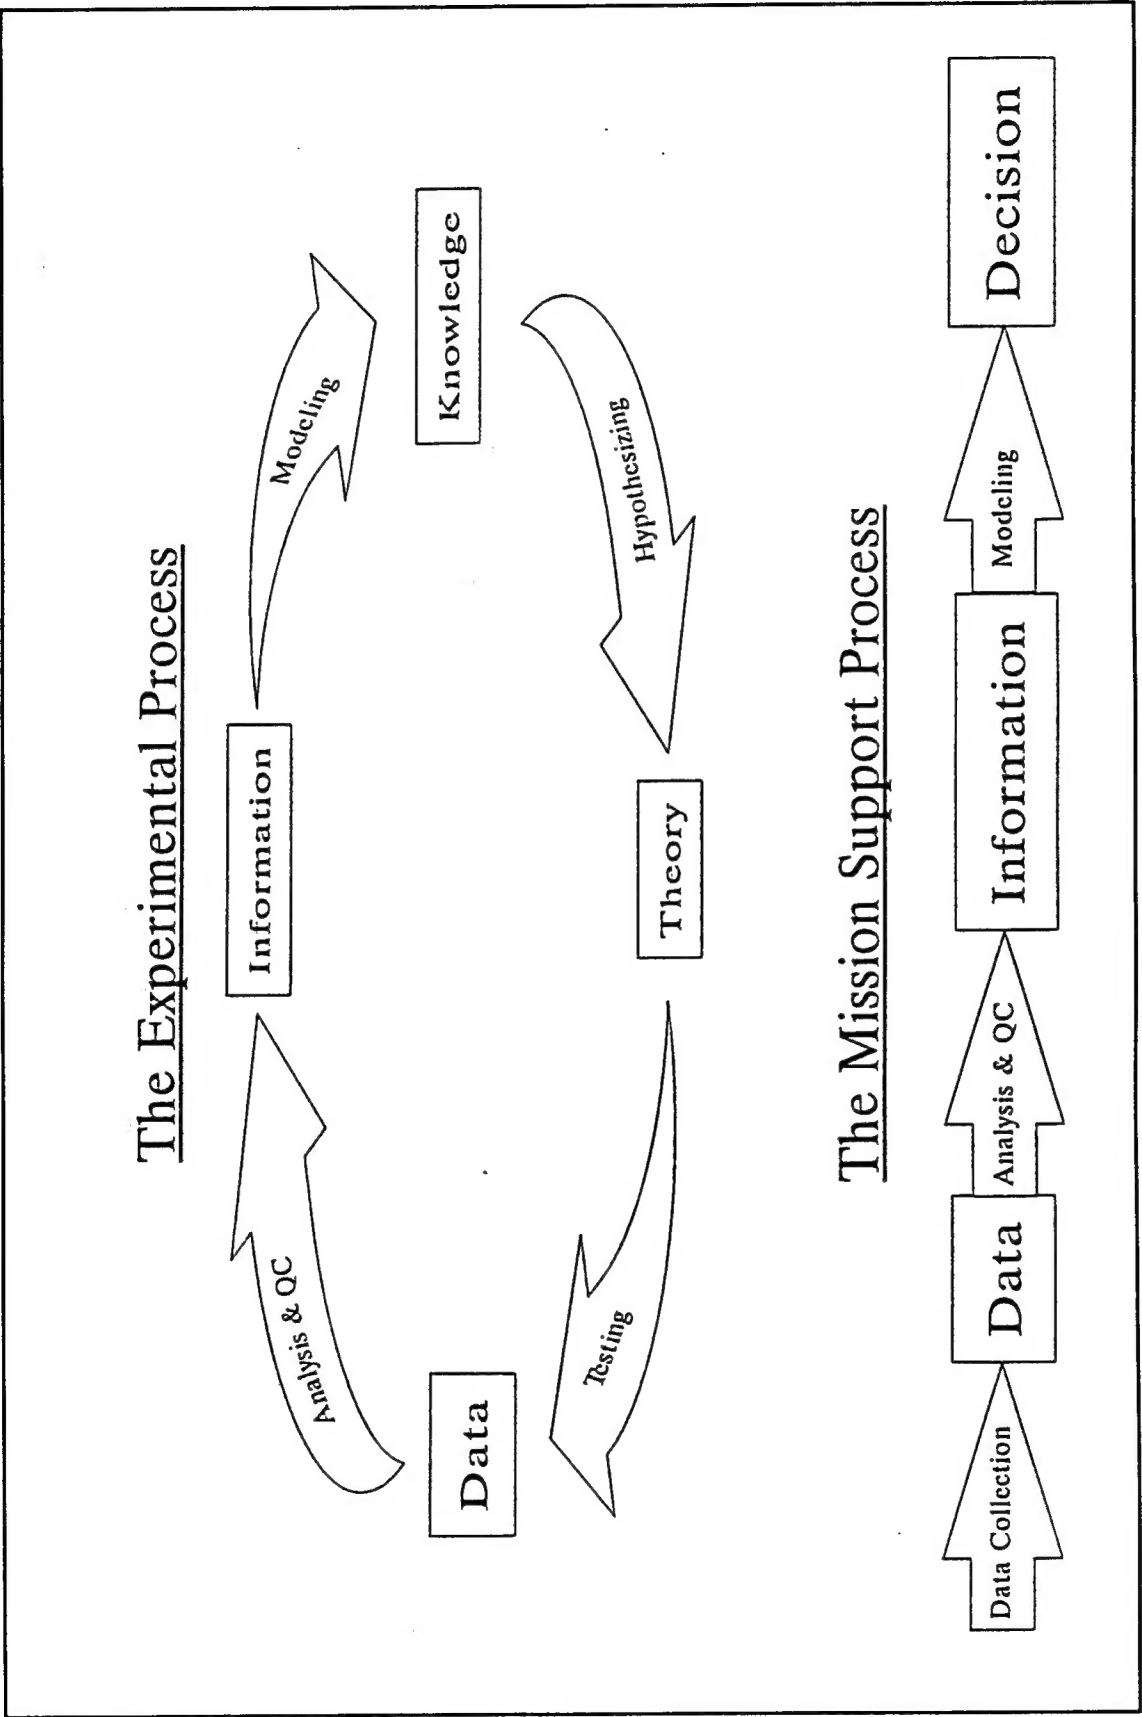 The Experimental Process
Information
Analysis & QC
Modeling
Data
Knowledge
Testing
Hypothesizing
Theory
The Mission Support Process
Data Collection
Data
Analysis & QC
Information
Modeling
Decision